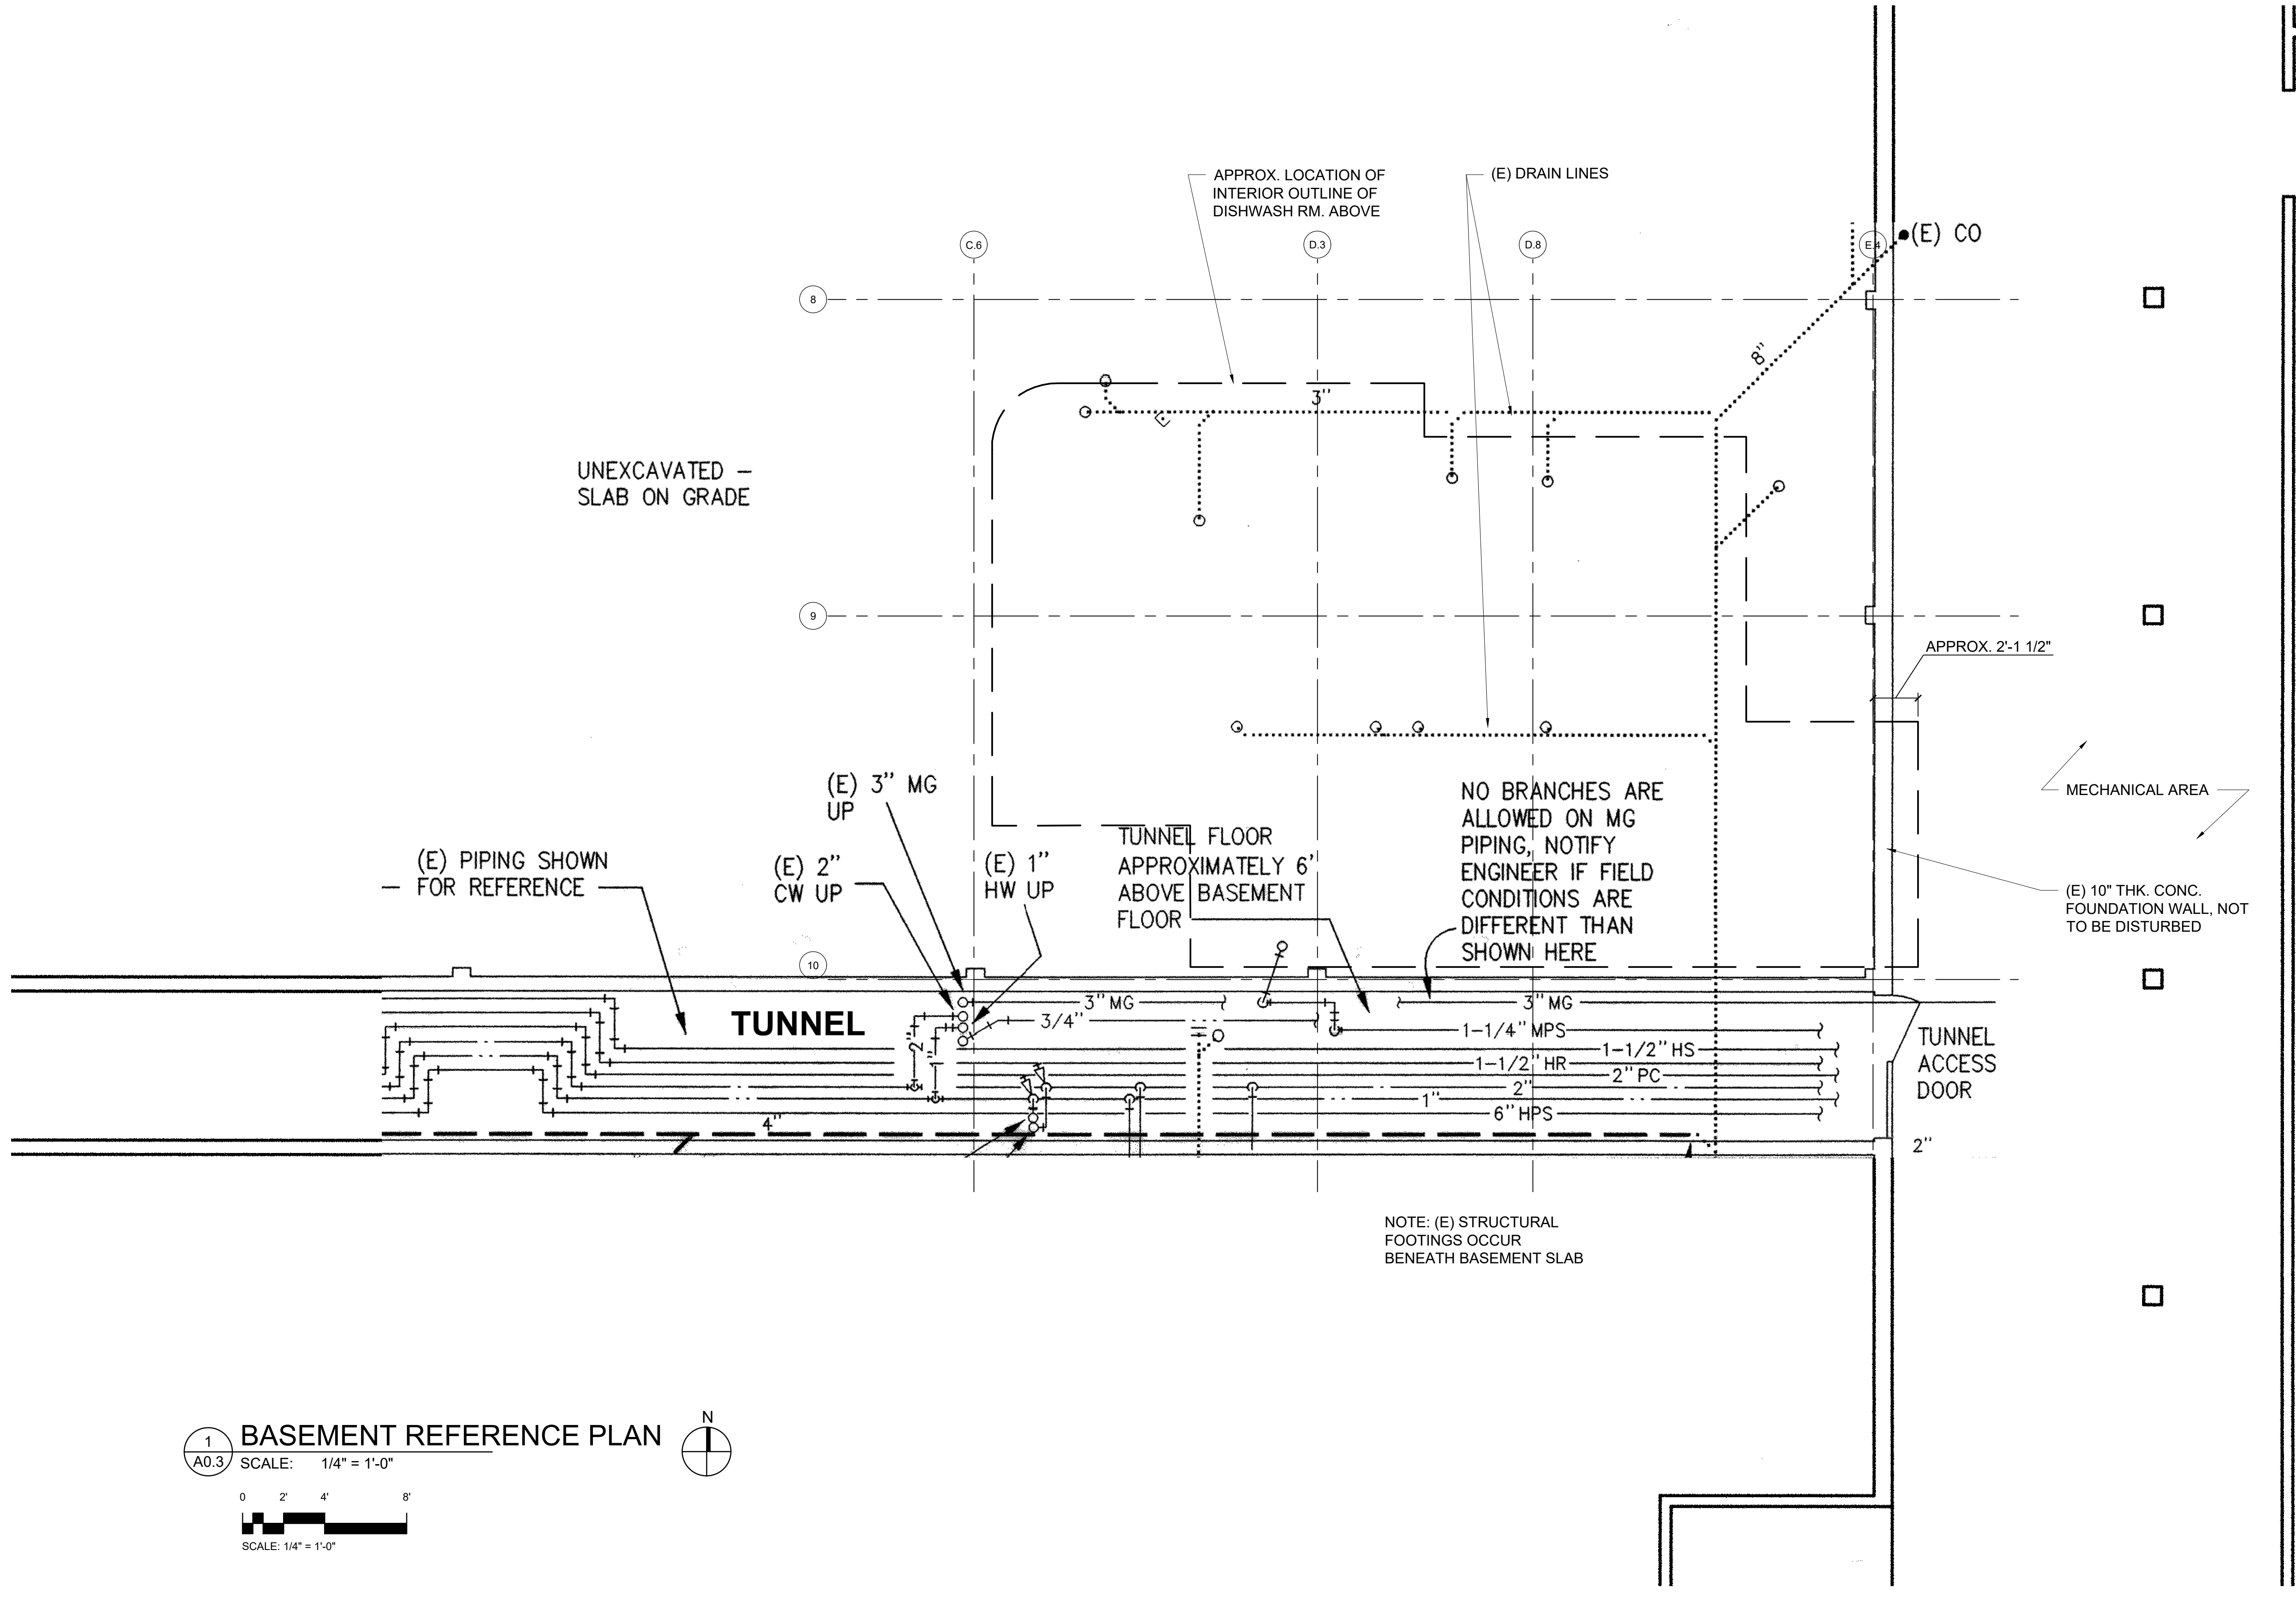 APPROX. LOCATION OF
INTERIOR OUTLINE OF
DISHWASH RM. ABOVE
(E) DRAIN LINES
C.6
D.3
D.8
E.4
(E) CO
8
8"
3"
UNEXCAVATED –
SLAB ON GRADE
9
APPROX. 2'-1 1/2"
(E) 3" MG
UP
MECHANICAL AREA
NO BRANCHES ARE
ALLOWED ON MG
PIPING, NOTIFY
ENGINEER IF FIELD
CONDITIONS ARE
DIFFERENT THAN
SHOWN HERE
TUNNEL FLOOR
APPROXIMATELY 6'
ABOVE BASEMENT
FLOOR
(E) PIPING SHOWN
FOR REFERENCE
(E) 2"
CW UP
(E) 1"
HW UP
(E) 10" THK. CONC.
FOUNDATION WALL, NOT
TO BE DISTURBED
10
TUNNEL
3" MG
3" MG
3/4"
1-1/4" MPS
2"
1"
1-1/2" HS
1-1/2" HR
2" PC
2"
1"
6" HPS
4"
TUNNEL
ACCESS
DOOR
2"
NOTE: (E) STRUCTURAL
FOOTINGS OCCUR
BENEATH BASEMENT SLAB
1
A0.3
BASEMENT REFERENCE PLAN
SCALE: 1/4" = 1'-0"
N
0 2' 4' 8'
SCALE: 1/4" = 1'-0"